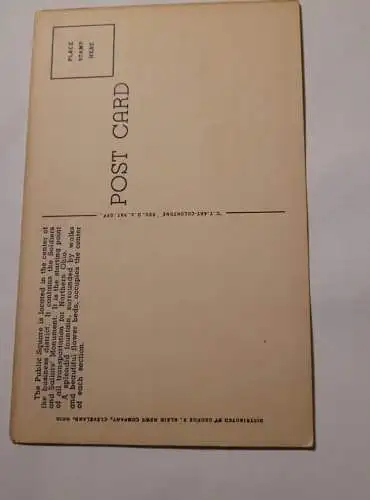 The Public Square is located in the center of
the business district. It contains the Soldiers
and Sailors' Monument. It is the starting point
of all transportation for Northern Ohio.
A splendid fountain, surrounded by walks
and beautiful flower beds, occupies the center
of each section.
POST CARD
PLACE
STAMP
HERE
"C.T. ART-COLORTONE" REG. U.S. PAT. OFF.
DISTRIBUTED BY GEORGE R. KLEIN NEWS COMPANY, CLEVELAND, OHIO